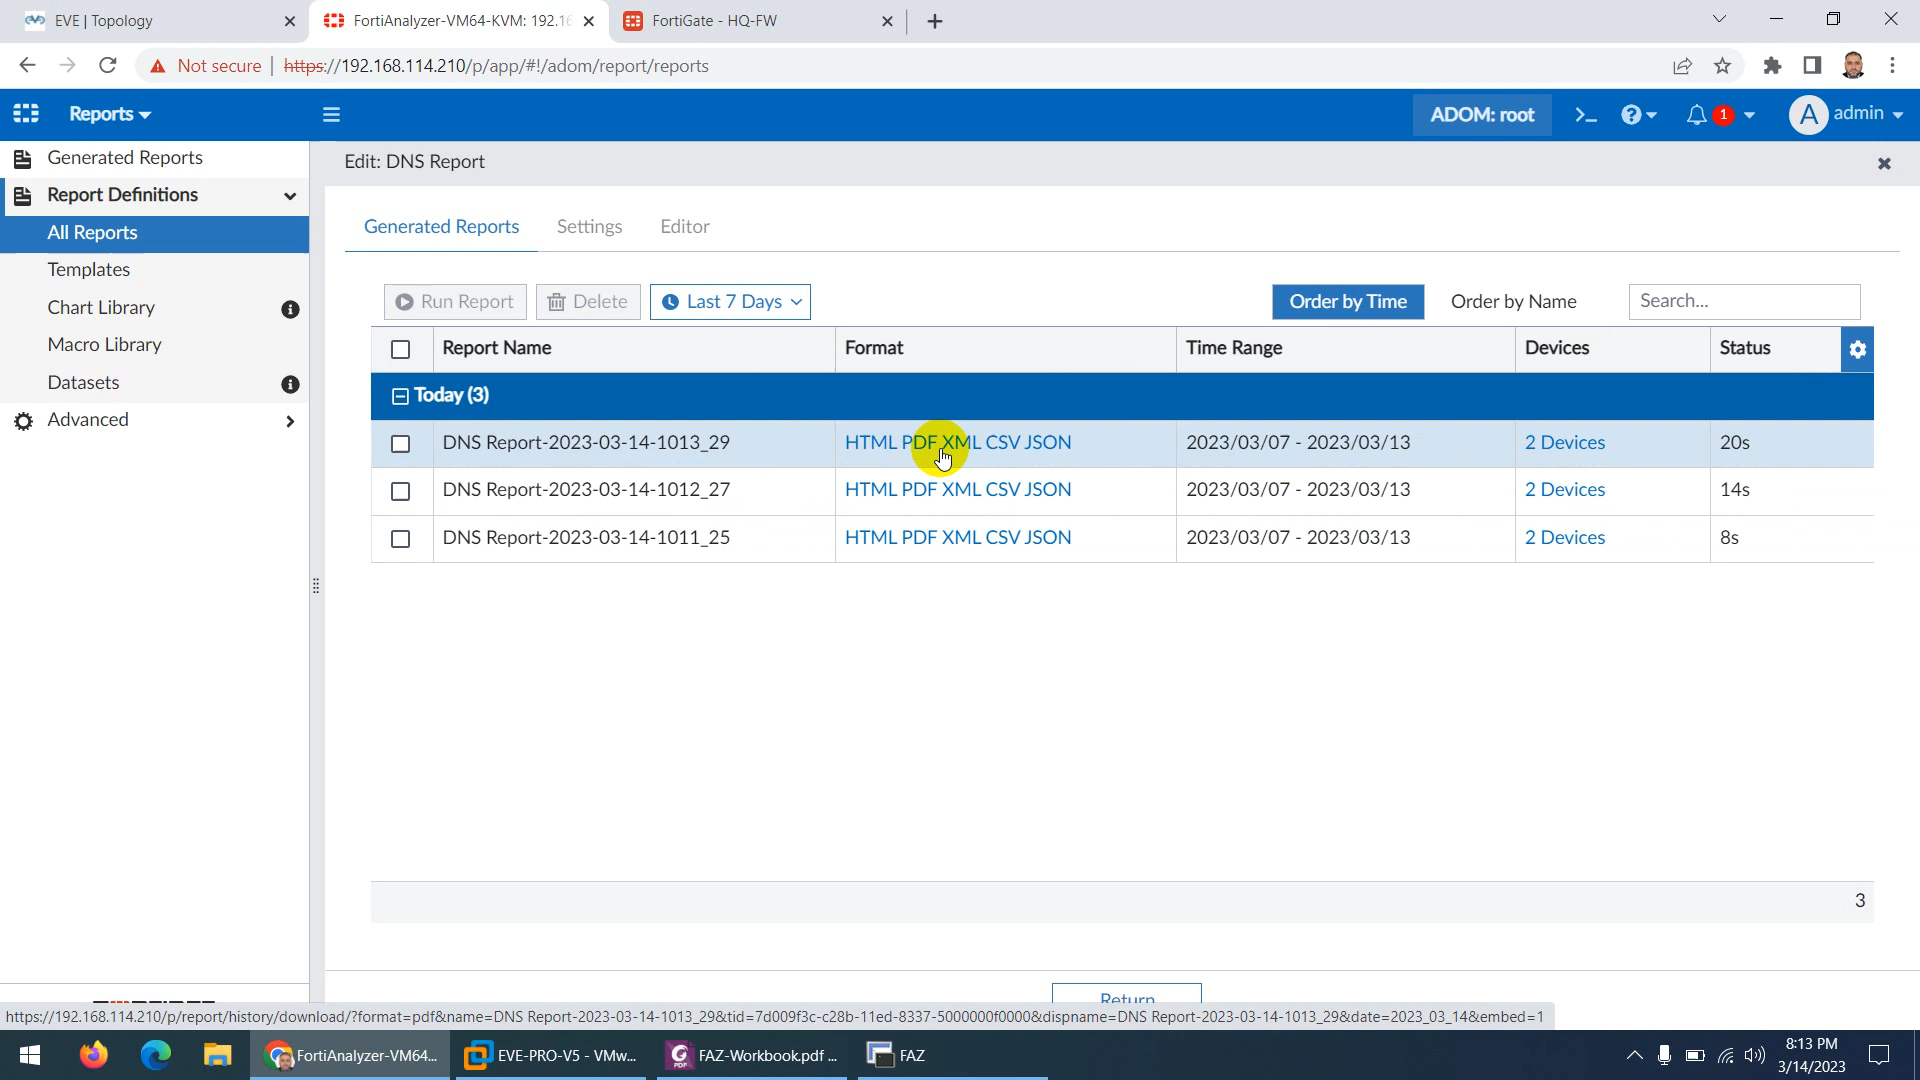 EVE | Topology
FortiAnalyzer-VM64-KVM: 192.16
FortiGate - HQ-FW
Not secure | https://192.168.114.210/p/app/#!/adom/report/reports
Reports
ADOM: root
1
A
admin
Generated Reports
Report Definitions
All Reports
Templates
Chart Library
Macro Library
Datasets
Advanced
Edit: DNS Report
Generated Reports
Settings
Editor
Run Report
Delete
Last 7 Days
Order by Time
Order by Name
Search...
Report Name
Format
Time Range
Devices
Status
Today (3)
DNS Report-2023-03-14-1013_29
HTML PDF XML CSV JSON
2023/03/07 - 2023/03/13
2 Devices
20s
DNS Report-2023-03-14-1012_27
HTML PDF XML CSV JSON
2023/03/07 - 2023/03/13
2 Devices
14s
DNS Report-2023-03-14-1011_25
HTML PDF XML CSV JSON
2023/03/07 - 2023/03/13
2 Devices
8s
3
Return
https://192.168.114.210/p/report/history/download/?format=pdf&name=DNS Report-2023-03-14-1013_29&tid=7d009f3c-c28b-11ed-8337-5000000f0000&dispname=DNS Report-2023-03-14-1013_29&date=2023_03_14&embed=1
FortiAnalyzer-VM64...
EVE-PRO-V5 - VMw...
FAZ-Workbook.pdf ...
FAZ
8:13 PM
3/14/2023